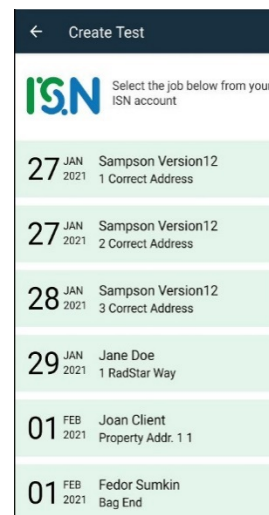 ← Create Test
ISN
Select the job below from your
ISN account
27 JAN 2021 Sampson Version12
1 Correct Address
27 JAN 2021 Sampson Version12
2 Correct Address
28 JAN 2021 Sampson Version12
3 Correct Address
29 JAN 2021 Jane Doe
1 RadStar Way
01 FEB 2021 Joan Client
Property Addr. 1 1
01 FEB 2021 Fedor Sumkin
Bag End